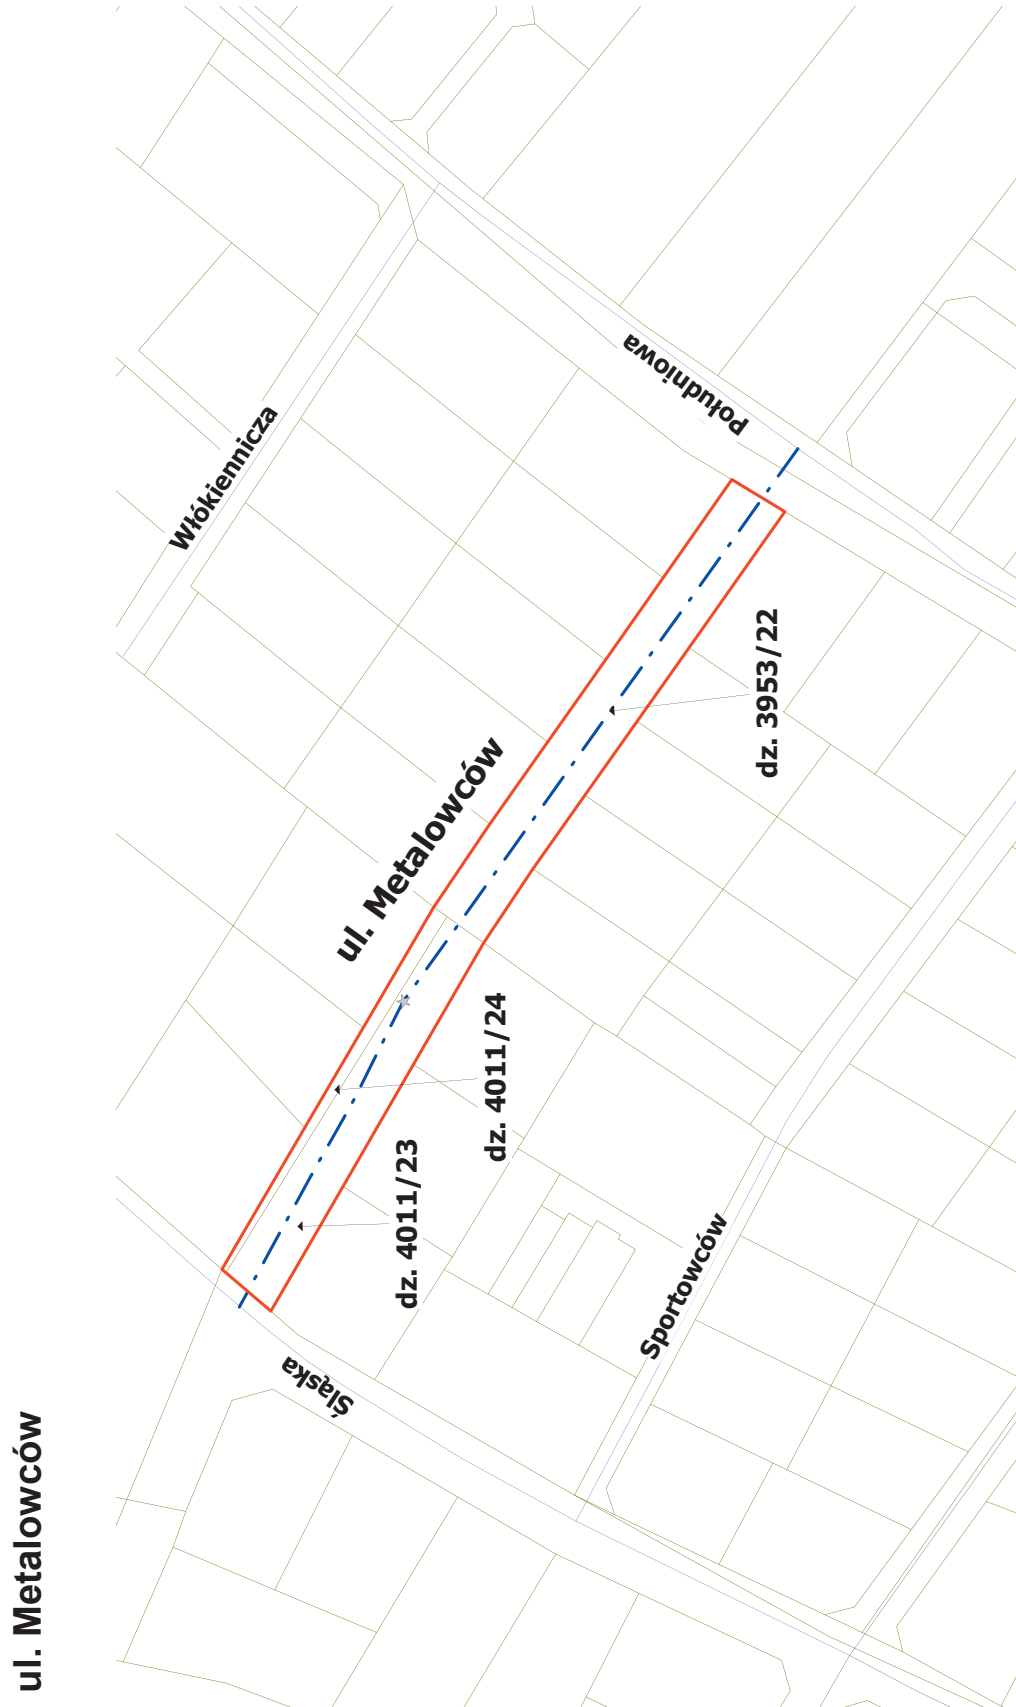 ul. Metalowców
Śląska
dz. 4011/23
dz. 4011/24
ul. Metalowców
Włókiennicza
Sportowców
dz. 3953/22
Południowa